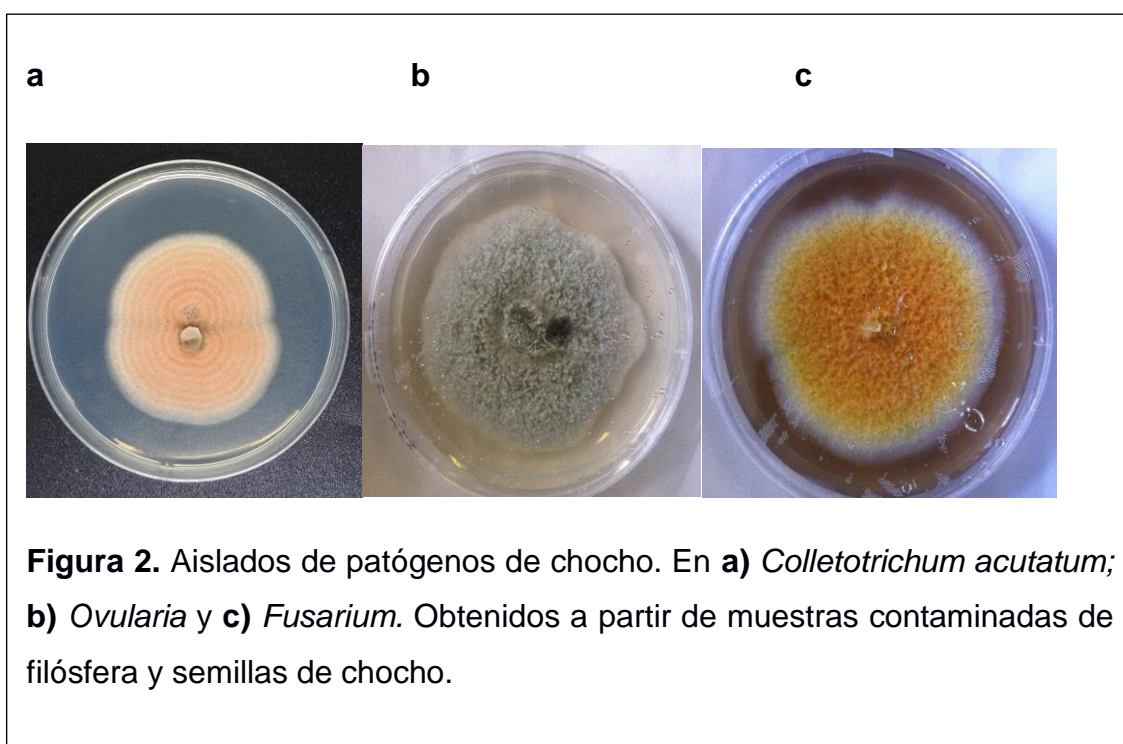 a b c
Figura 2. Aislados de patógenos de chocho. En a) Colletotrichum acutatum;
b) Ovularia y c) Fusarium. Obtenidos a partir de muestras contaminadas de
filósfera y semillas de chocho.